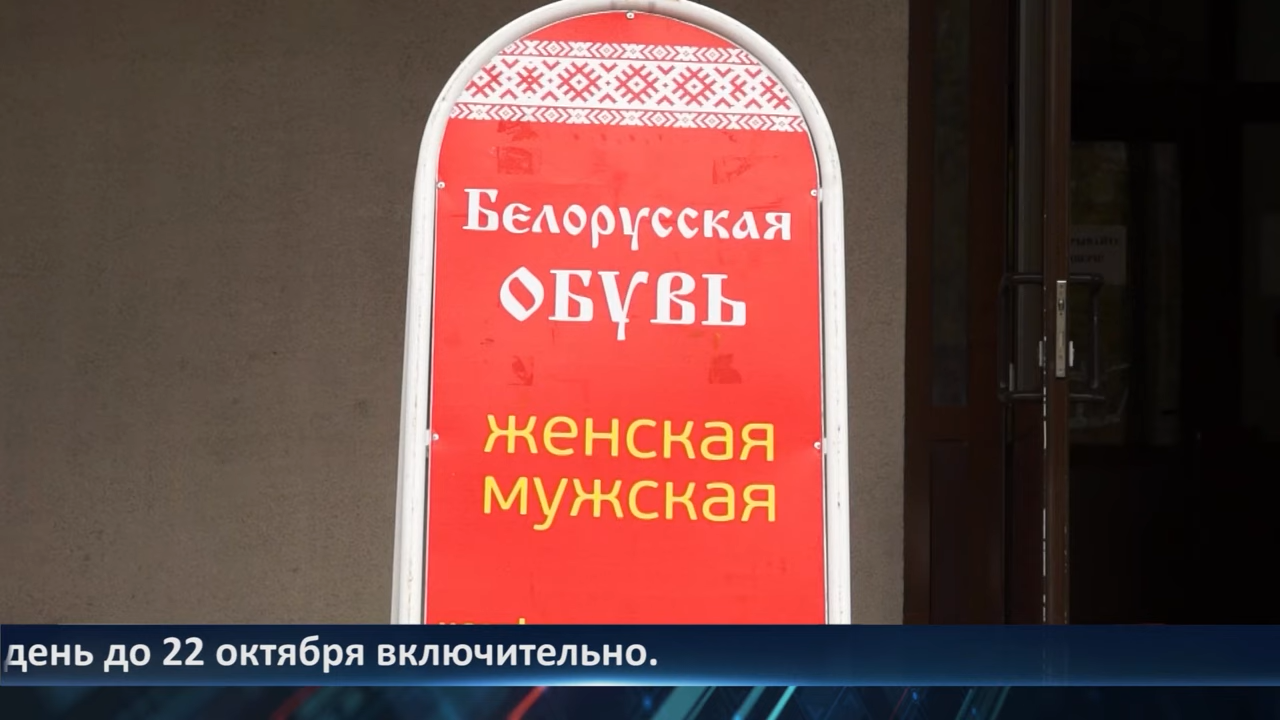 Белорусская
ОБУВЬ
женская
мужская
день до 22 октября включительно.